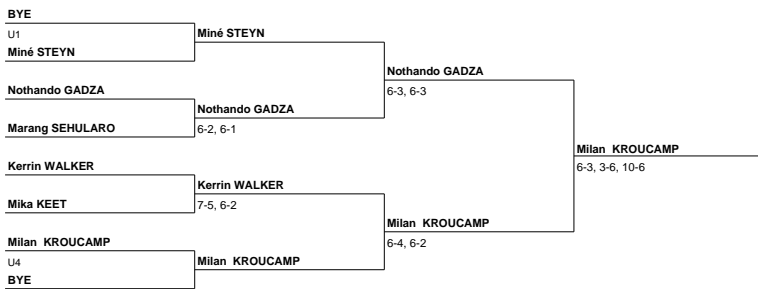 BYE
U1
Miné STEYN
Miné STEYN
Nothando GADZA
6-3, 6-3
Nothando GADZA
Nothando GADZA
6-2, 6-1
Marang SEHULARO
Milan KROUCAMP
6-3, 3-6, 10-6
Kerrin WALKER
Kerrin WALKER
7-5, 6-2
Mika KEET
Milan KROUCAMP
6-4, 6-2
Milan KROUCAMP
U4
Milan KROUCAMP
BYE